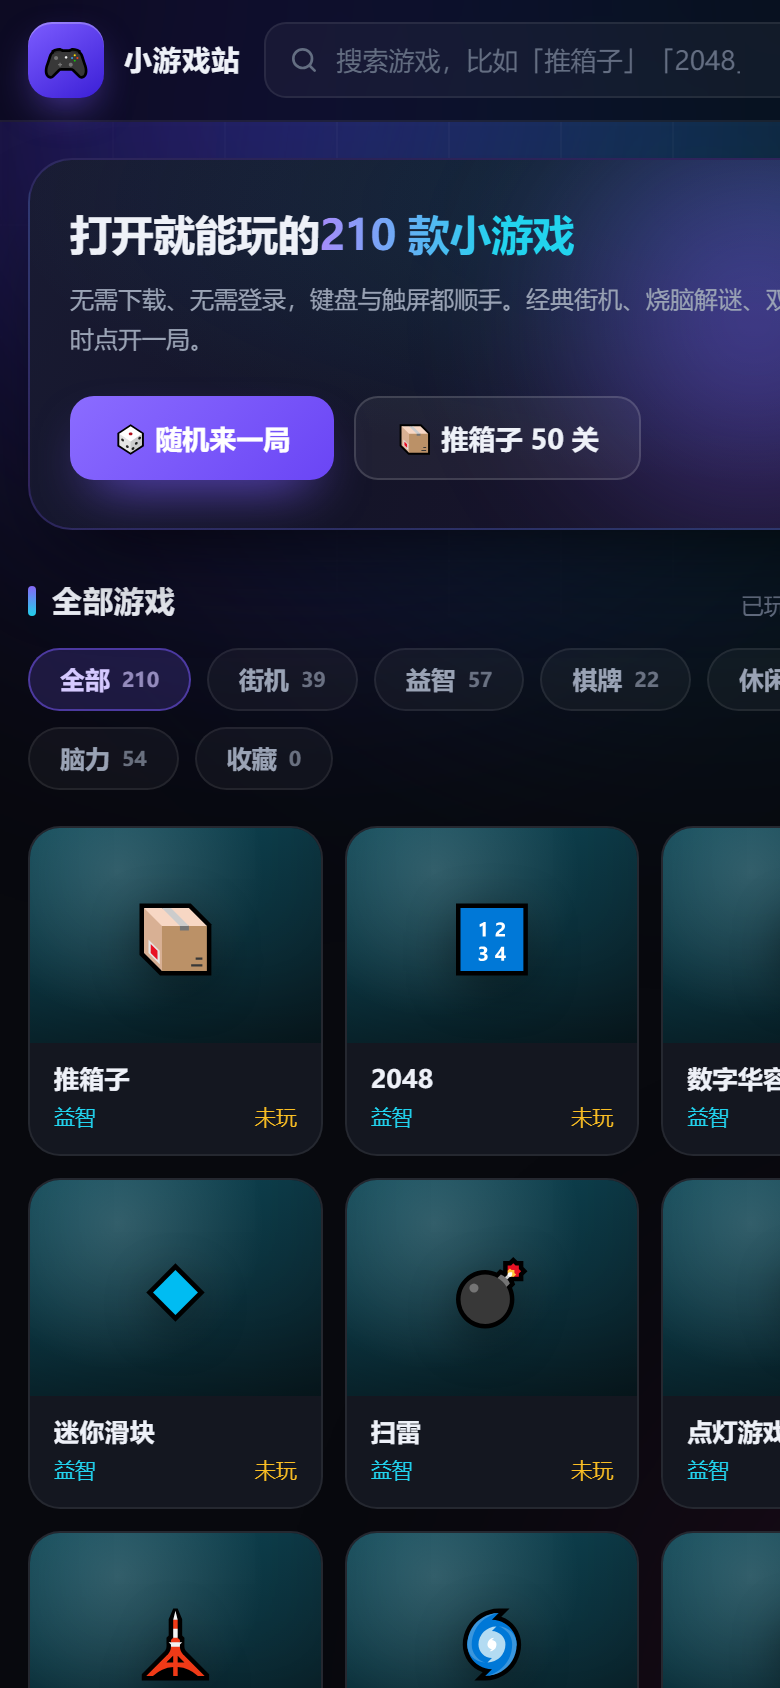 小游戏站
搜索游戏，比如「推箱子」「2048
打开就能玩的210 款小游戏
无需下载、无需登录，键盘与触屏都顺手。经典街机、烧脑解谜、
时点开一局。
随机来一局
推箱子 50 关
全部游戏
已玩
全部 210
街机 39
益智 57
棋牌 22
休闲
脑力 54
收藏 0
1 2
3 4
推箱子
益智 未玩
2048
益智 未玩
数字华容
益智
迷你滑块
益智 未玩
扫雷
益智 未玩
点灯游戏
益智